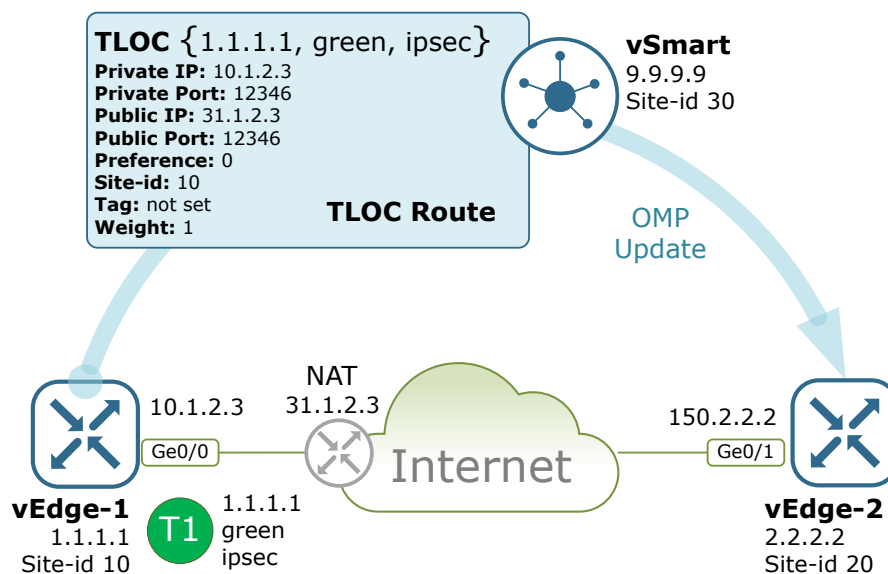 TLOC {1.1.1.1, green, ipsec}
Private IP: 10.1.2.3
Private Port: 12346
Public IP: 31.1.2.3
Public Port: 12346
Preference: 0
Site-id: 10
Tag: not set
Weight: 1
TLOC Route
vSmart
9.9.9.9
Site-id 30
OMP
Update
10.1.2.3
Ge0/0
NAT
31.1.2.3
Internet
150.2.2.2
Ge0/1
vEdge-1
1.1.1.1
Site-id 10
T1
1.1.1.1
green
ipsec
vEdge-2
2.2.2.2
Site-id 20